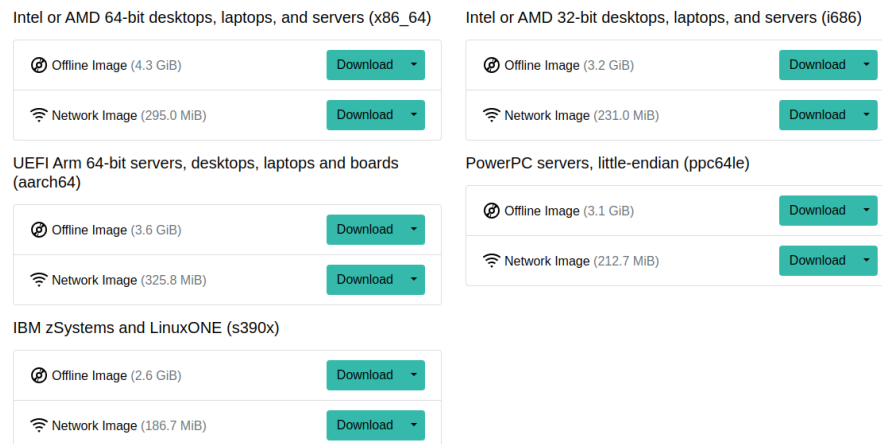 Intel or AMD 64-bit desktops, laptops, and servers (x86_64)
Offline Image (4.3 GiB) Download
Network Image (295.0 MiB) Download
Intel or AMD 32-bit desktops, laptops, and servers (i686)
Offline Image (3.2 GiB) Download
Network Image (231.0 MiB) Download
UEFI Arm 64-bit servers, desktops, laptops and boards
(aarch64)
Offline Image (3.6 GiB) Download
Network Image (325.8 MiB) Download
PowerPC servers, little-endian (ppc64le)
Offline Image (3.1 GiB) Download
Network Image (212.7 MiB) Download
IBM zSystems and LinuxONE (s390x)
Offline Image (2.6 GiB) Download
Network Image (186.7 MiB) Download